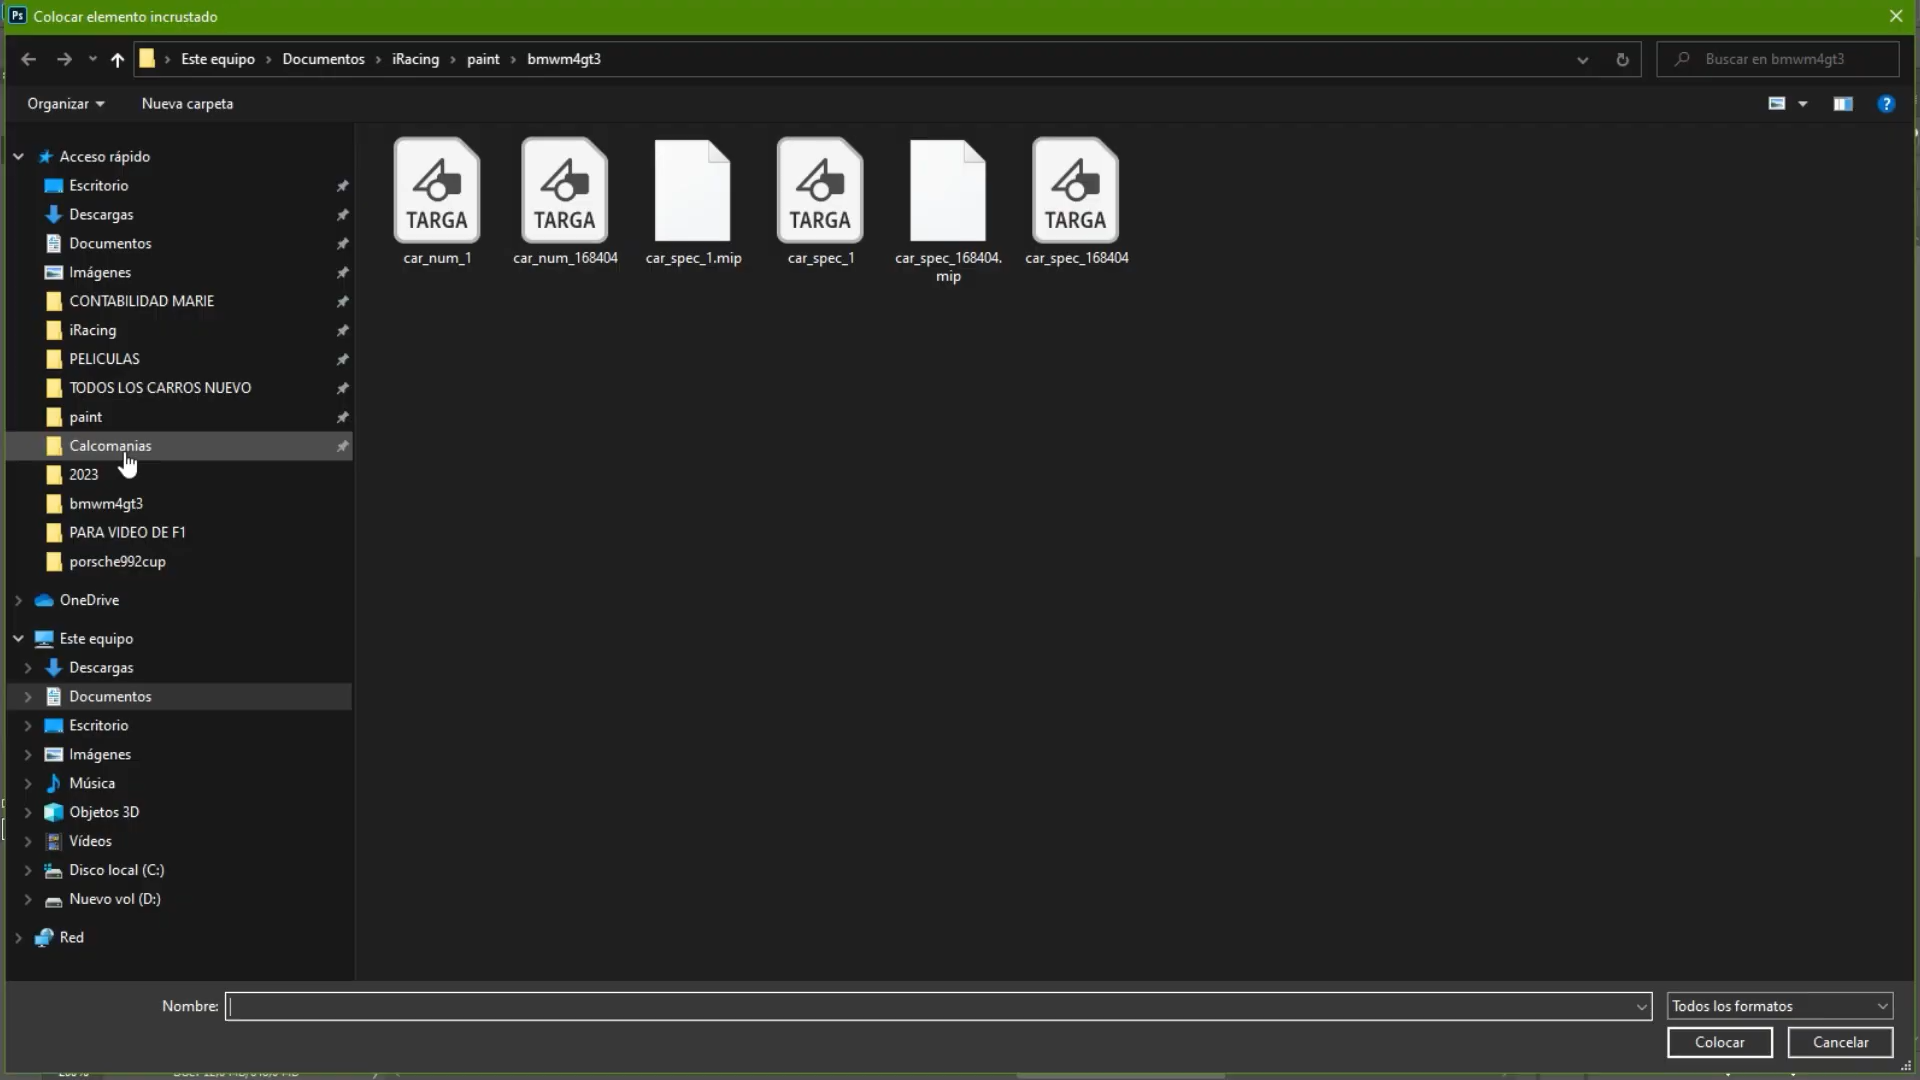 Ps Colocar elemento incrustado
Este equipo > Documentos > iRacing > paint > bmwm4gt3
Buscar en bmwm4gt3
Organizar
Nueva carpeta
Acceso rápido
Escritorio
Descargas
Documentos
Imágenes
CONTABILIDAD MARIE
iRacing
PELICULAS
TODOS LOS CARROS NUEVO
paint
Calcomanias
2023
bmwm4gt3
PARA VIDEO DE F1
porsche992cup
OneDrive
Este equipo
Descargas
Documentos
Escritorio
Imágenes
Música
Objetos 3D
Vídeos
Disco local (C:)
Nuevo vol (D:)
Red
TARGA
car_num_1
TARGA
car_num_168404
car_spec_1.mip
TARGA
car_spec_1
car_spec_168404.
mip
TARGA
car_spec_168404
Nombre:
Todos los formatos
Colocar
Cancelar